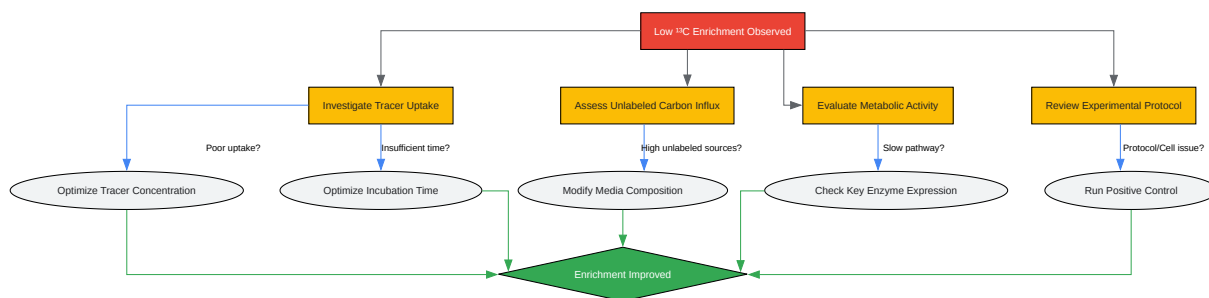 Low ¹³C Enrichment Observed
Investigate Tracer Uptake
Assess Unlabeled Carbon Influx
Evaluate Metabolic Activity
Review Experimental Protocol
Poor uptake?
Insufficient time?
High unlabeled sources?
Slow pathway?
Protocol/Cell issue?
Optimize Tracer Concentration
Optimize Incubation Time
Modify Media Composition
Check Key Enzyme Expression
Run Positive Control
Enrichment Improved